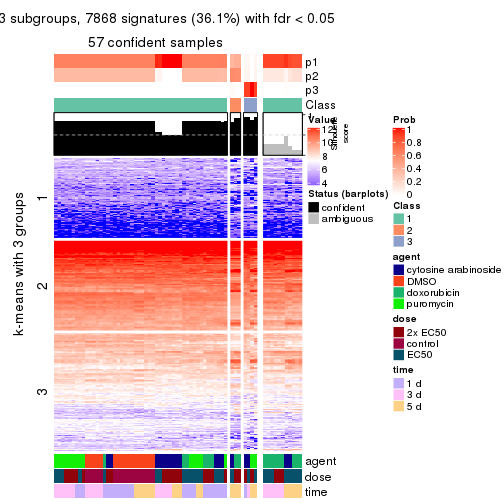 3 subgroups, 7868 signatures (36.1%) with fdr < 0.05
57 confident samples
p1
p2
p3
Class
1
score
k-means with 3 groups
1
2
3
agent
dose
time
Value
12
8
6
4
Status (barplots)
confident
ambiguous
Prob
1
0.8
0.6
0.4
0.2
0
Class
1
2
3
agent
cytosine arabinoside
DMSO
doxorubicin
puromycin
dose
2x EC50
control
EC50
time
1 d
3 d
5 d